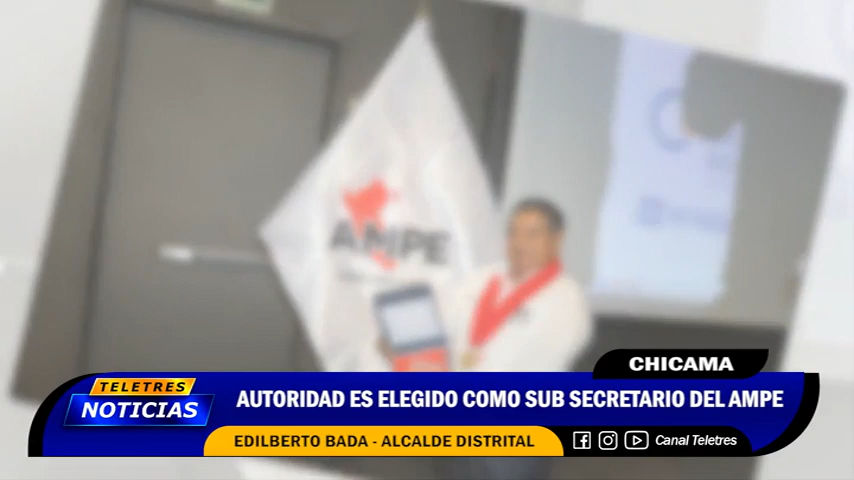 AMPE
CHICAMA
TELETRES
NOTICIAS
AUTORIDAD ES ELEGIDO COMO SUB SECRETARIO DEL AMPE
EDILBERTO BADA - ALCALDE DISTRITAL
Canal Teletres